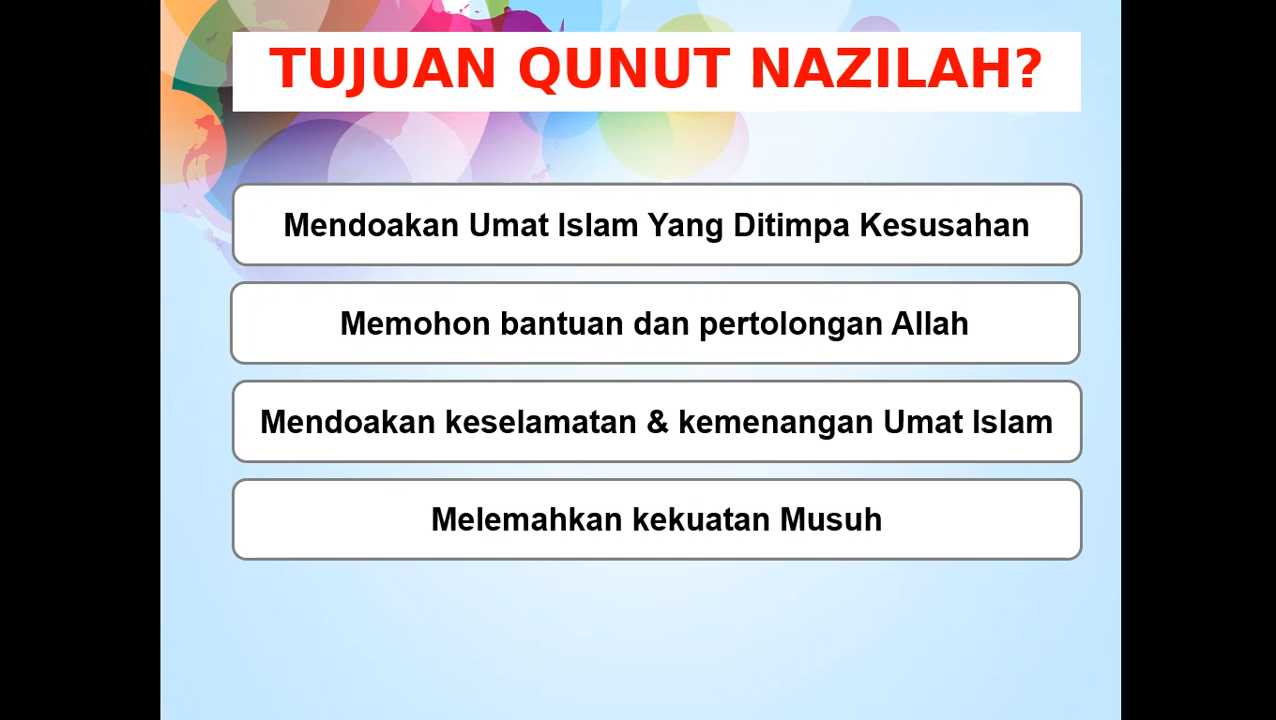 TUJUAN QUNUT NAZILAH?
Mendoakan Umat Islam Yang Ditimpa Kesusahan
Memohon bantuan dan pertolongan Allah
Mendoakan keselamatan & kemenangan Umat Islam
Melemahkan kekuatan Musuh